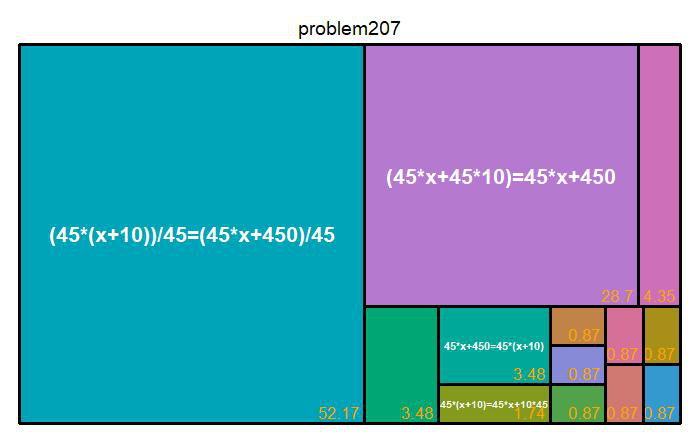 problem207
(45*(x+10))/45=(45*x+450)/45
52.17
(45*x+45*10)=45*x+450
28.7
4.35
3.48
45*x+450=45*(x+10)
3.48
45*(x+10)=45*x+10*45
1.74
0.87
0.87
0.87
0.87
0.87
0.87
0.87